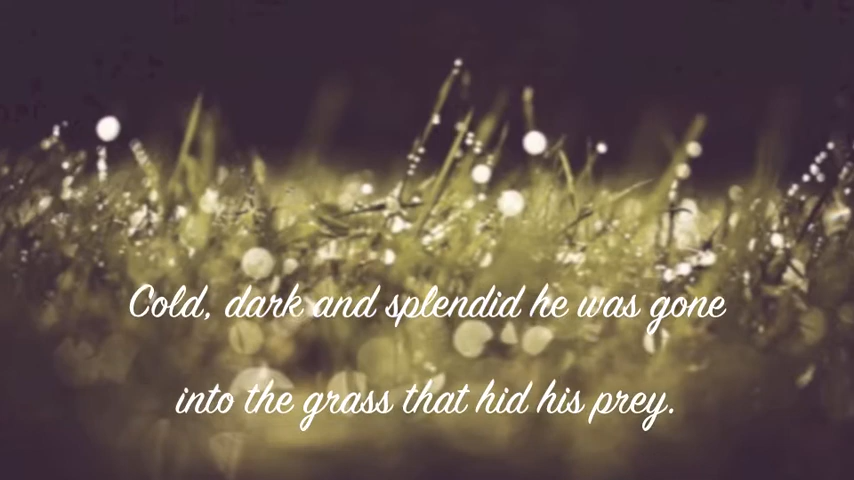 Cold, dark and splendid he was gone
into the grass that hid his prey.